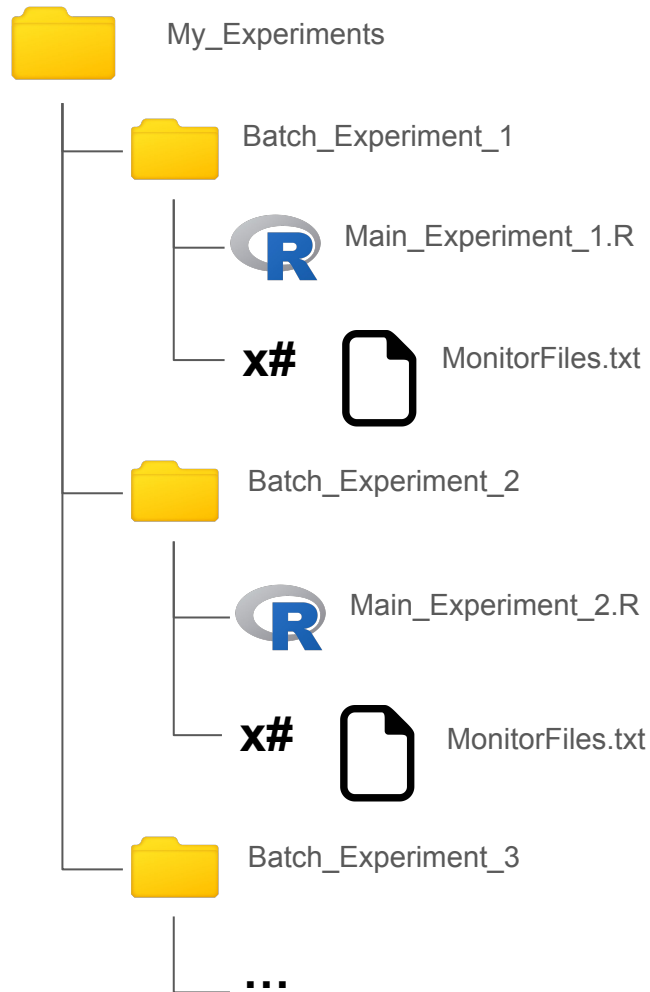 My_Experiments
Batch_Experiment_1
R Main_Experiment_1.R
x# MonitorFiles.txt
Batch_Experiment_2
R Main_Experiment_2.R
x# MonitorFiles.txt
Batch_Experiment_3
...